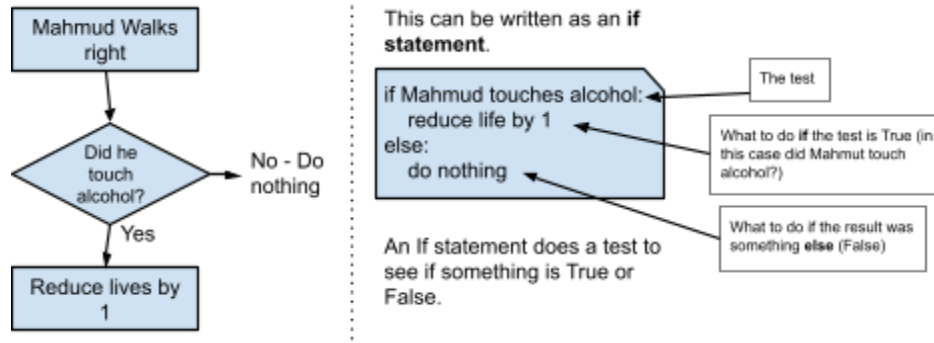 Mahmud Walks
right
Did he
touch
alcohol?
No - Do
nothing
Yes
Reduce lives by
1
This can be written as an if
statement.
if Mahmud touches alcohol:
reduce life by 1
else:
do nothing
The test
What to do if the test is True (in
this case did Mahmut touch
alcohol?)
What to do if the result was
something else (False)
An If statement does a test to
see if something is True or
False.